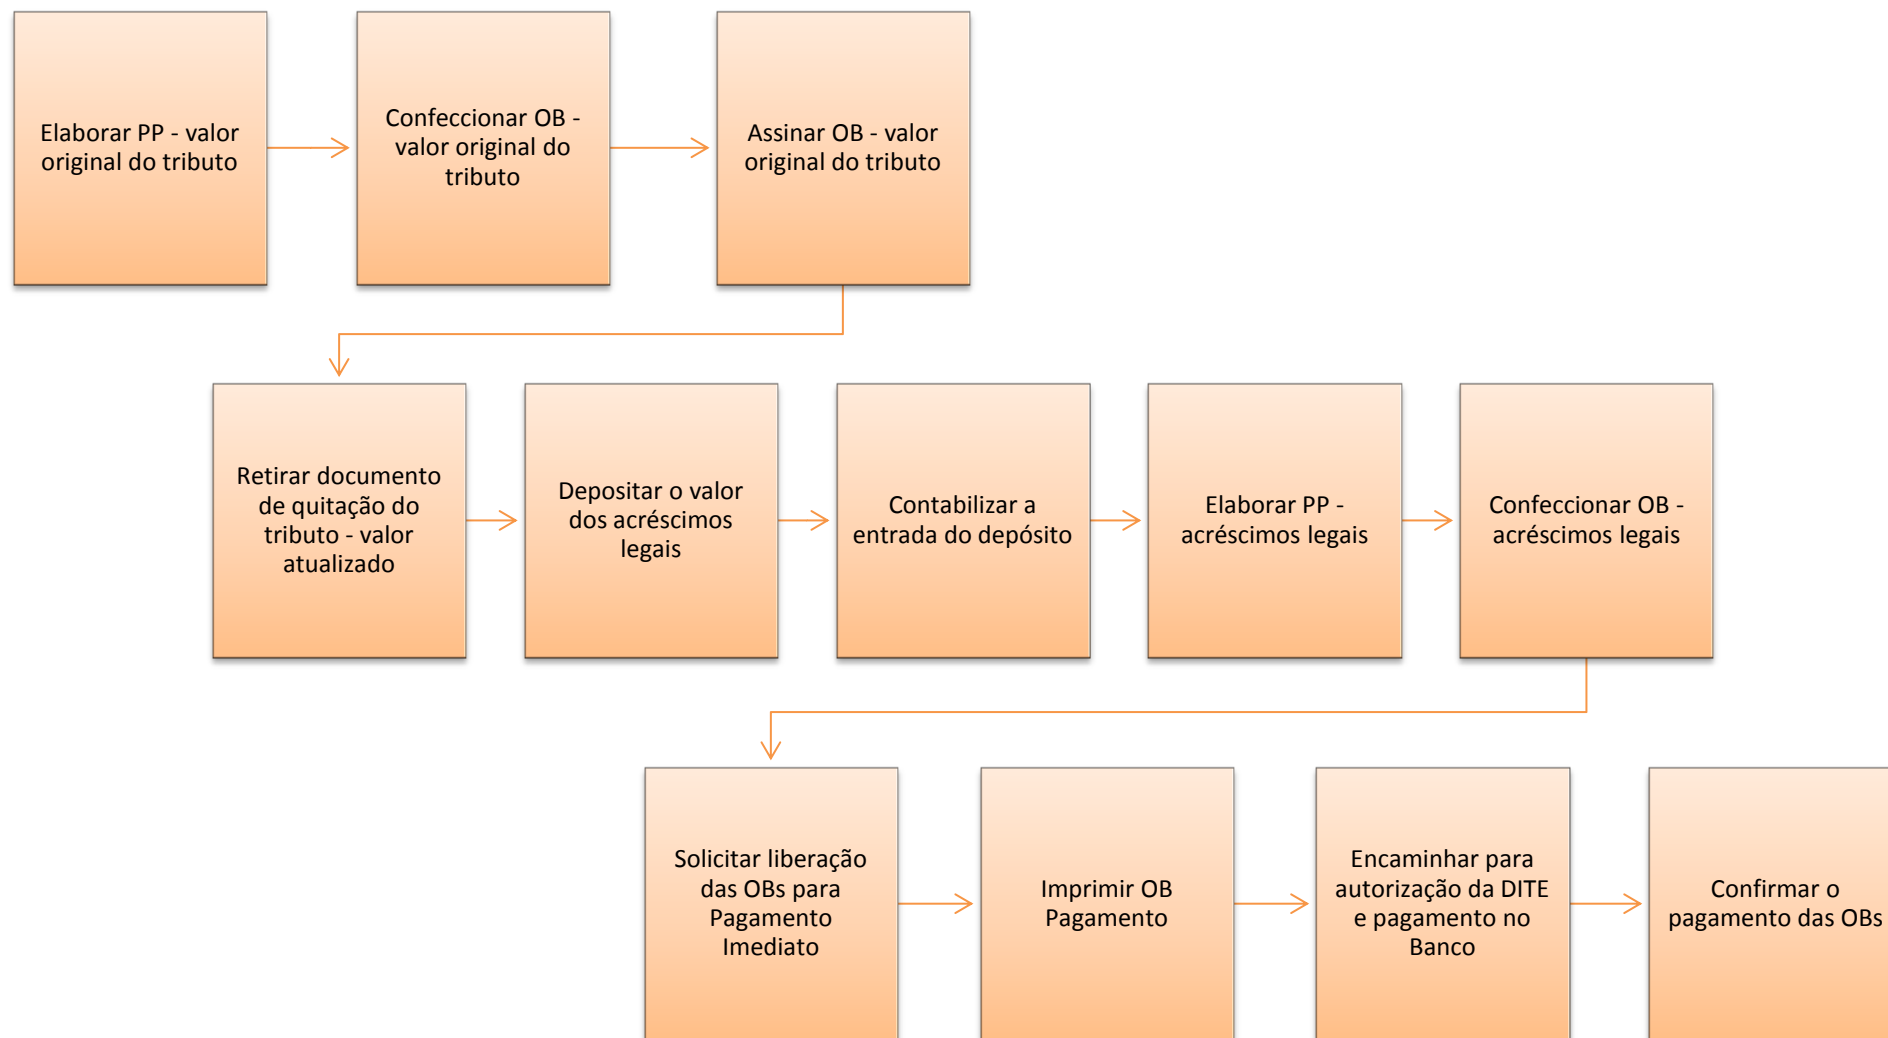 Elaborar PP - valor
original do tributo
Confeccionar OB -
valor original do
tributo
Assinar OB - valor
original do tributo
Retirar documento
de quitação do
tributo - valor
atualizado
Depositar o valor
dos acréscimos
legais
Contabilizar a
entrada do depósito
Elaborar PP -
acréscimos legais
Confeccionar OB -
acréscimos legais
Solicitar liberação
das OBs para
Pagamento
Imediato
Imprimir OB
Pagamento
Encaminhar para
autorização da DITE
e pagamento no
Banco
Confirmar o
pagamento das OBs